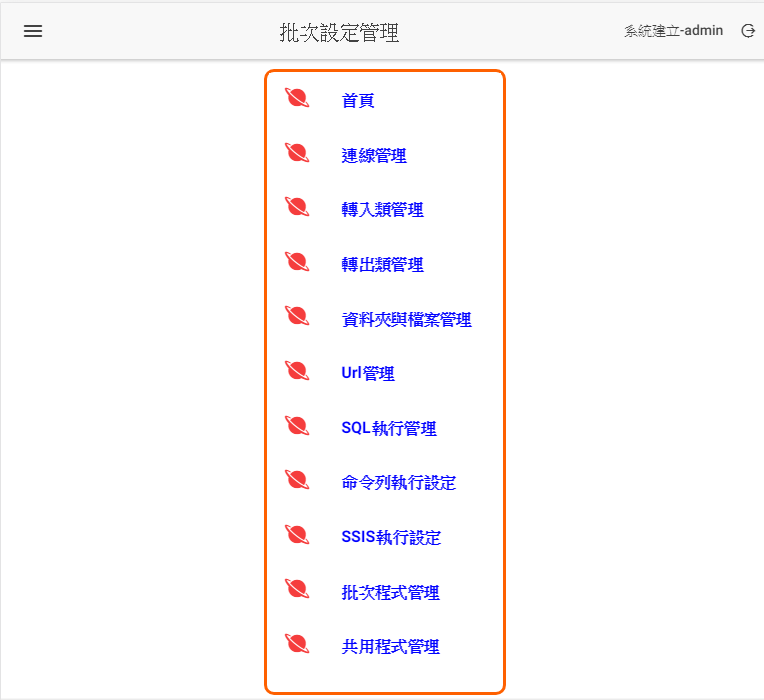 批次設定管理
系統建立-admin
首頁
連線管理
轉入類管理
轉出類管理
資料夾與檔案管理
Url管理
SQL執行管理
命令列執行設定
SSIS執行設定
批次程式管理
共用程式管理